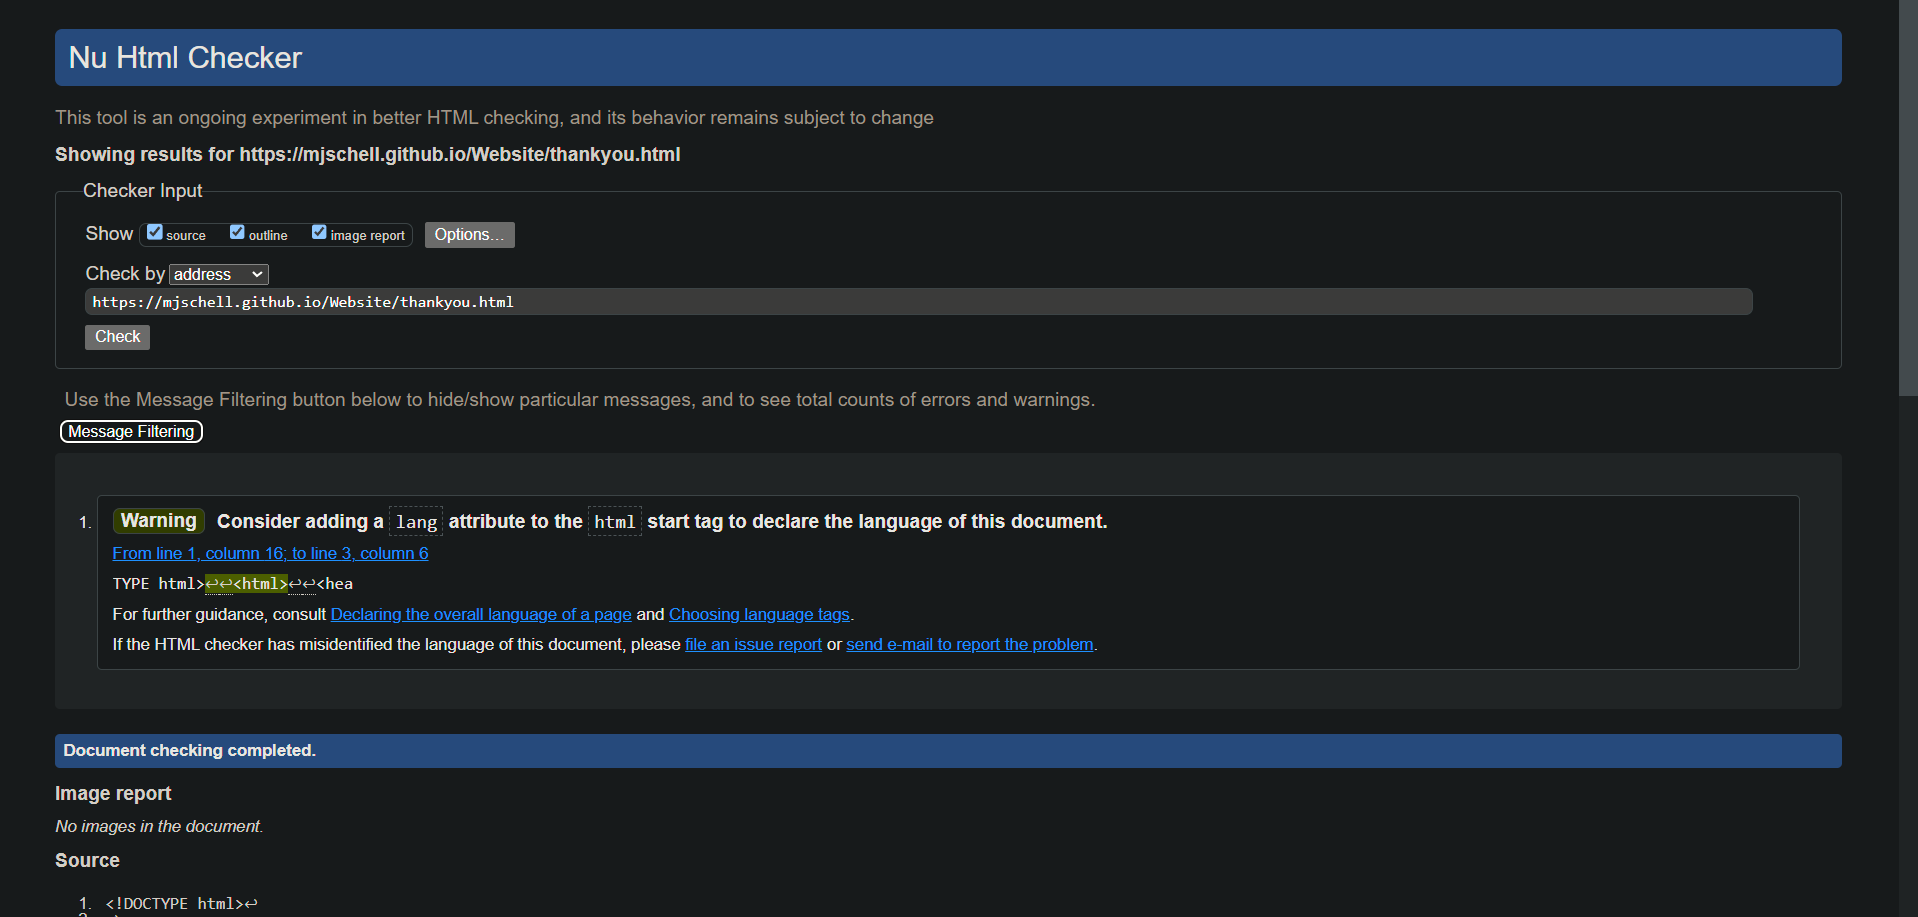 Nu Html Checker
This tool is an ongoing experiment in better HTML checking, and its behavior remains subject to change
Showing results for https://mjschell.github.io/Website/thankyou.html
Checker Input
Show source outline image report Options...
Check by address
https://mjschell.github.io/Website/thankyou.html
Check
Use the Message Filtering button below to hide/show particular messages, and to see total counts of errors and warnings.
Message Filtering
1. Warning Consider adding a lang attribute to the html start tag to declare the language of this document.
From line 1, column 16; to line 3, column 6
TYPE html>↩↩<html>↩↩<hea
For further guidance, consult Declaring the overall language of a page and Choosing language tags.
If the HTML checker has misidentified the language of this document, please file an issue report or send e-mail to report the problem.
Document checking completed.
Image report
No images in the document.
Source
1. <!DOCTYPE html>↩